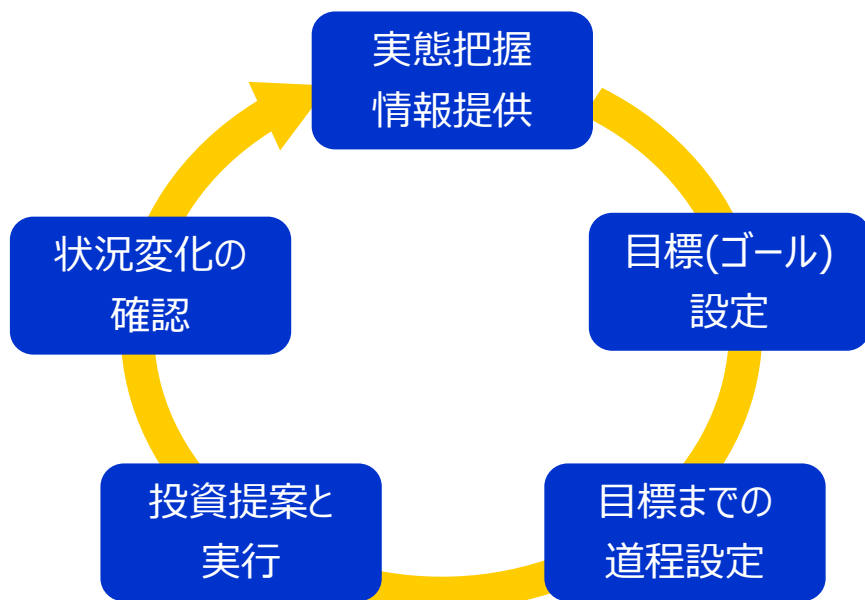 実態把握
情報提供
目標(ゴール)
設定
目標までの
道程設定
投資提案と
実行
状況変化の
確認